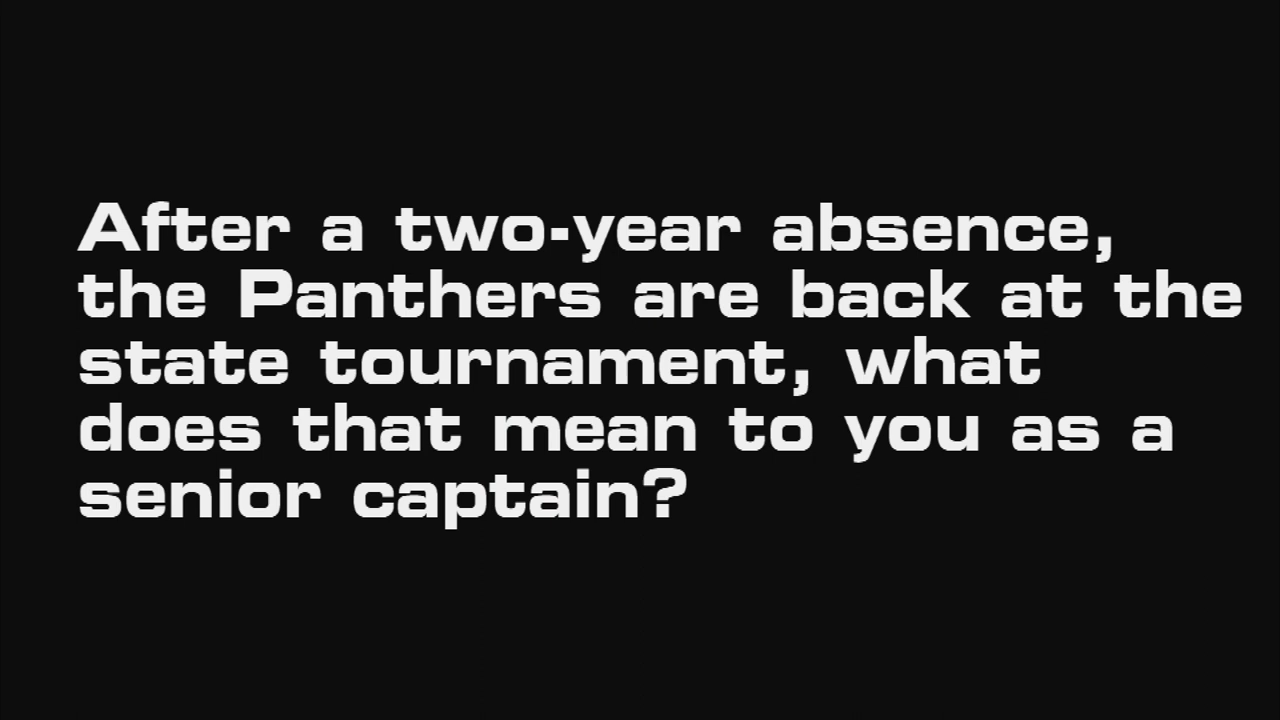 After a two-year absence,
the Panthers are back at the
state tournament, what
does that mean to you as a
senior captain?